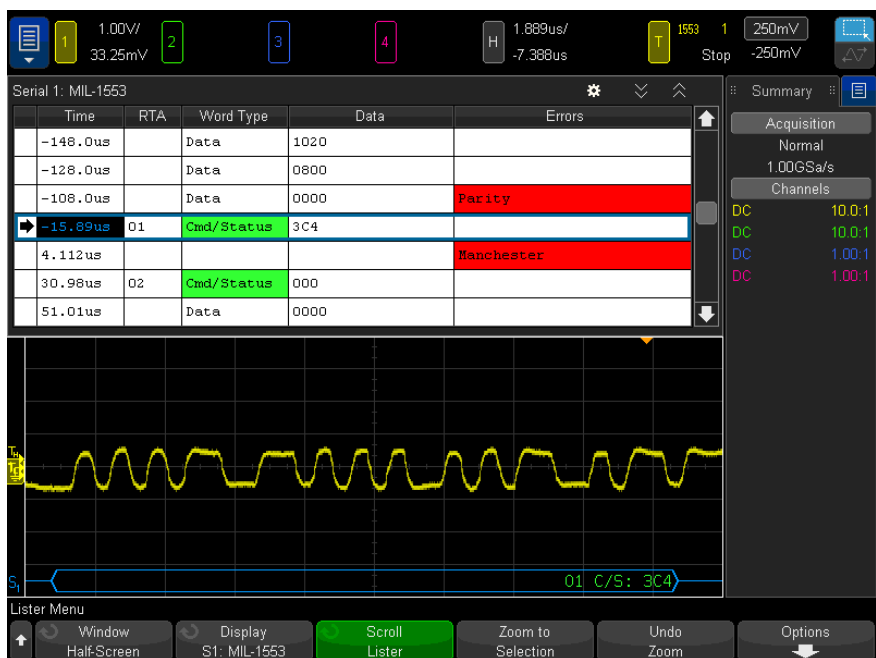 1 1.00V/ 33.25mV 2 3 4 H 1.889us/ -7.388us T 1553 1 Stop 250mV -250mV
Serial 1: MIL-1553
Time RTA Word Type Data Errors
-148.0us Data 1020
-128.0us Data 0800
-108.0us Data 0000 Parity
-15.89us 01 Cmd/Status 3C4
4.112us Manchester
30.98us 02 Cmd/Status 000
51.01us Data 0000
Summary
Acquisition
Normal
1.00GSa/s
Channels
DC 10.0:1
DC 10.0:1
DC 1.00:1
DC 1.00:1
S1 01 C/S: 3C4
Lister Menu
Window Half-Screen
Display S1: MIL-1553
Scroll Lister
Zoom to Selection
Undo Zoom
Options